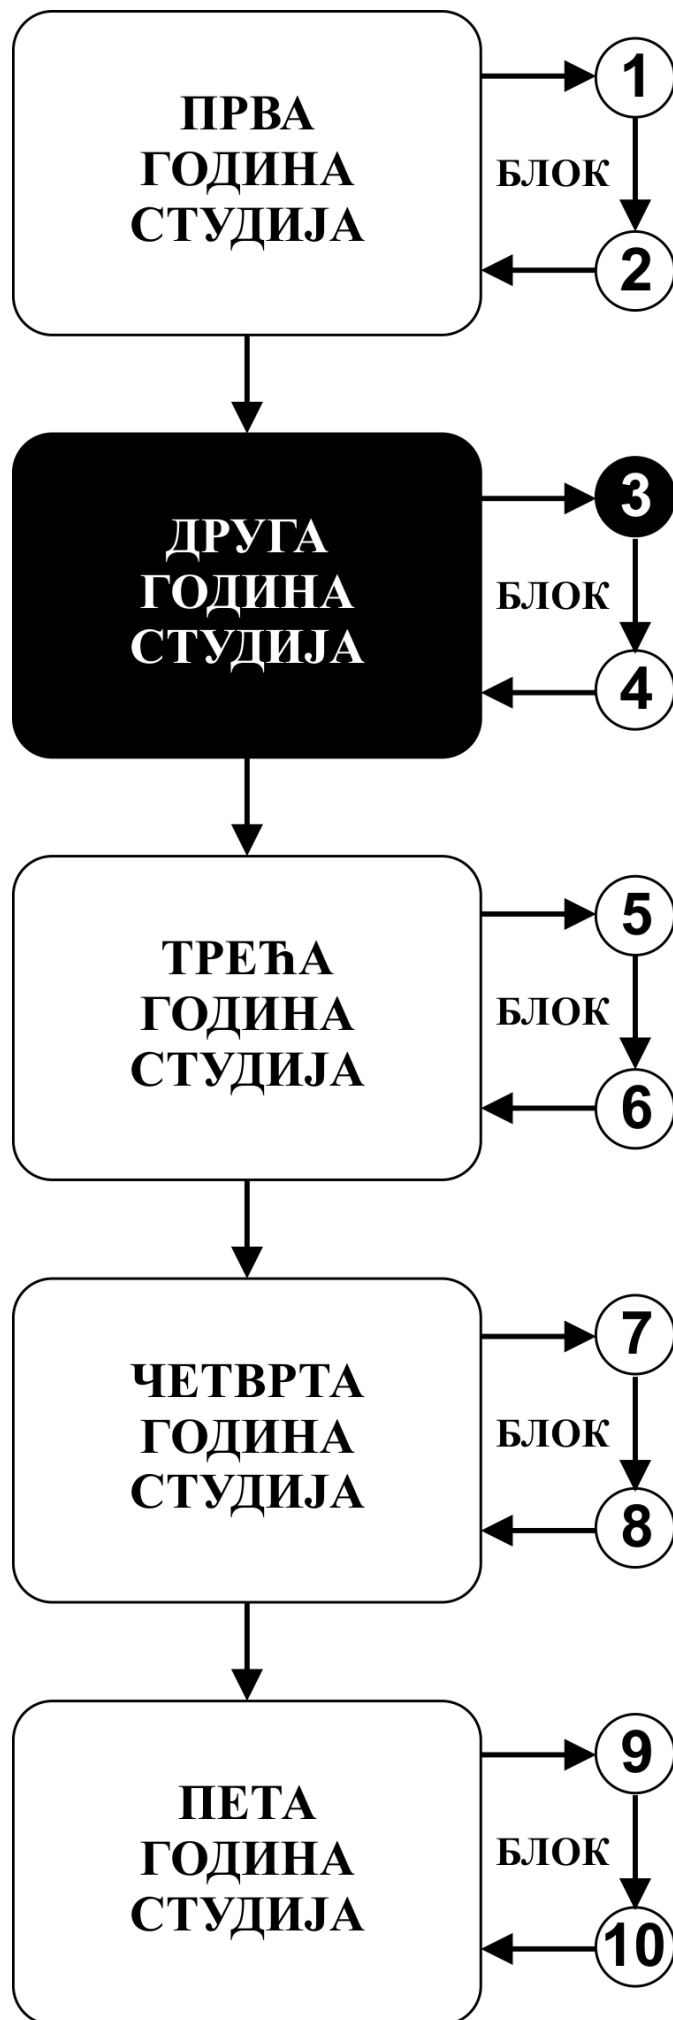 ПРВА
ГОДИНА
СТУДИЈА
1
БЛОК
2
ДРУГА
ГОДИНА
СТУДИЈА
3
БЛОК
4
ТРЕЋА
ГОДИНА
СТУДИЈА
5
БЛОК
6
ЧЕТВРТА
ГОДИНА
СТУДИЈА
7
БЛОК
8
ПЕТА
ГОДИНА
СТУДИЈА
9
БЛОК
10